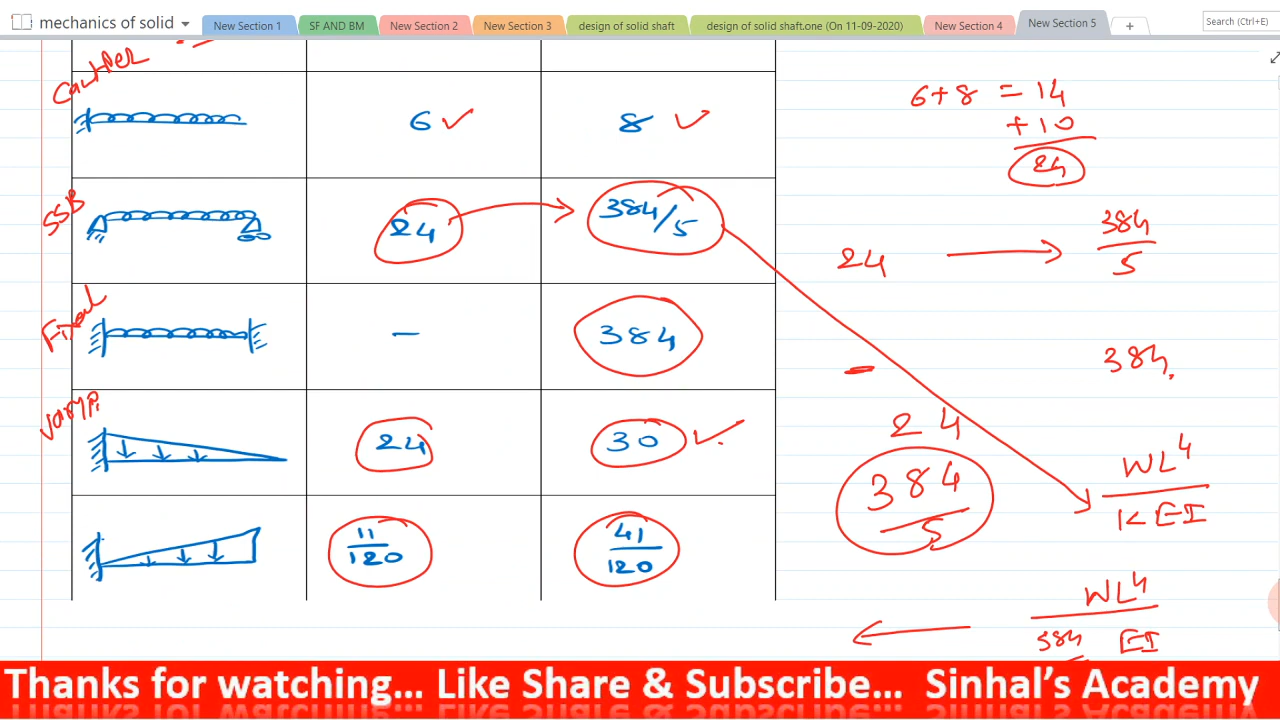 mechanics of solid
New Section 1
SF AND BM
New Section 2
New Section 3
design of solid shaft
design of solid shaft.one (On 11-09-2020)
New Section 4
New Section 5
+
Search (Ctrl+E)
6 8
SSB 24 384/5
Fixed - 384
24 30
11/120 41/120
6+8 = 14
+10
24
24 → 384/5
384
24
384/5
WL⁴/KEI
WL⁴/384 EI
Thanks for watching... Like Share & Subscribe... Sinhal's Academy